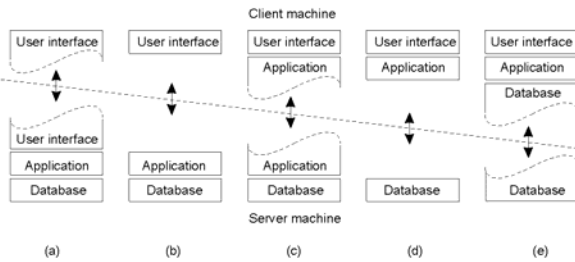 Client machine
User interface User interface User interface User interface User interface
Application Application Application
Database
User interface
Application Application Application
Database Database Database Database Database
Server machine
(a) (b) (c) (d) (e)